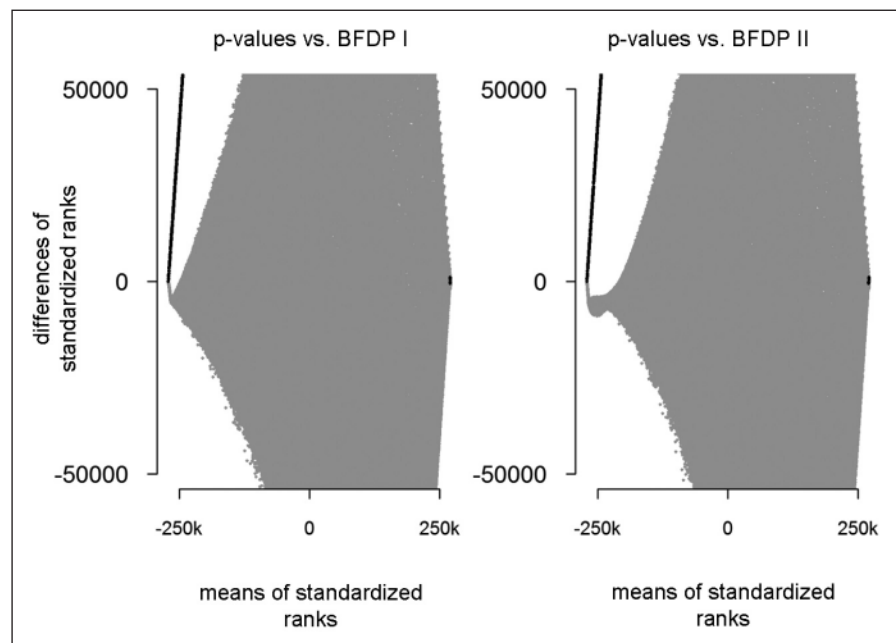 p-values vs. BFDP I
p-values vs. BFDP II
differences of
standardized ranks
50000
0
-50000
50000
0
-50000
-250k
0
250k
-250k
0
250k
means of standardized
ranks
means of standardized
ranks